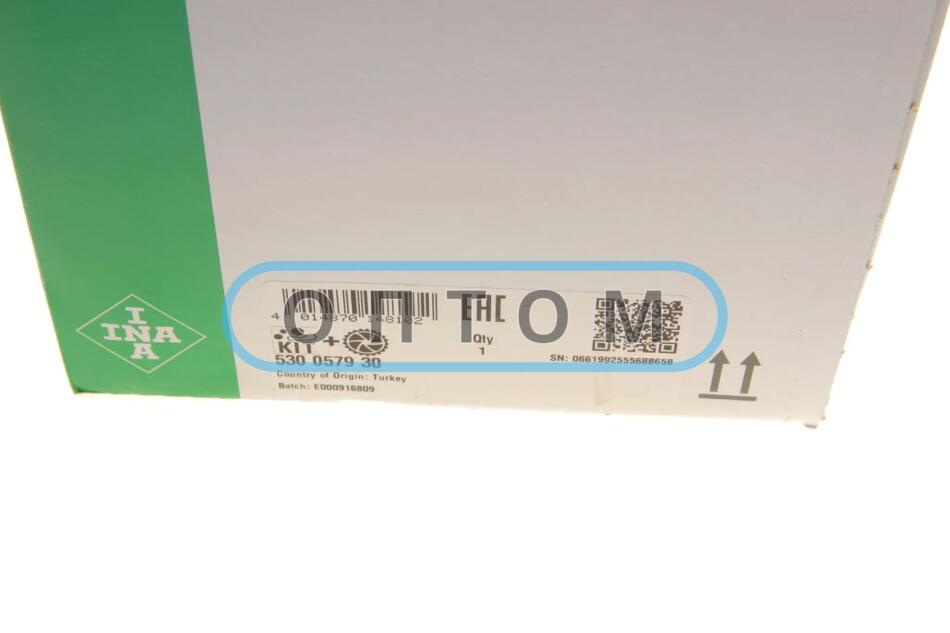 INA
INA
4 014870 148102
EAC
KIT +
Qty
1
530 0579 30
SN: 0661992555688658
Country of Origin: Turkey
Batch: E000916809
ОПТОМ